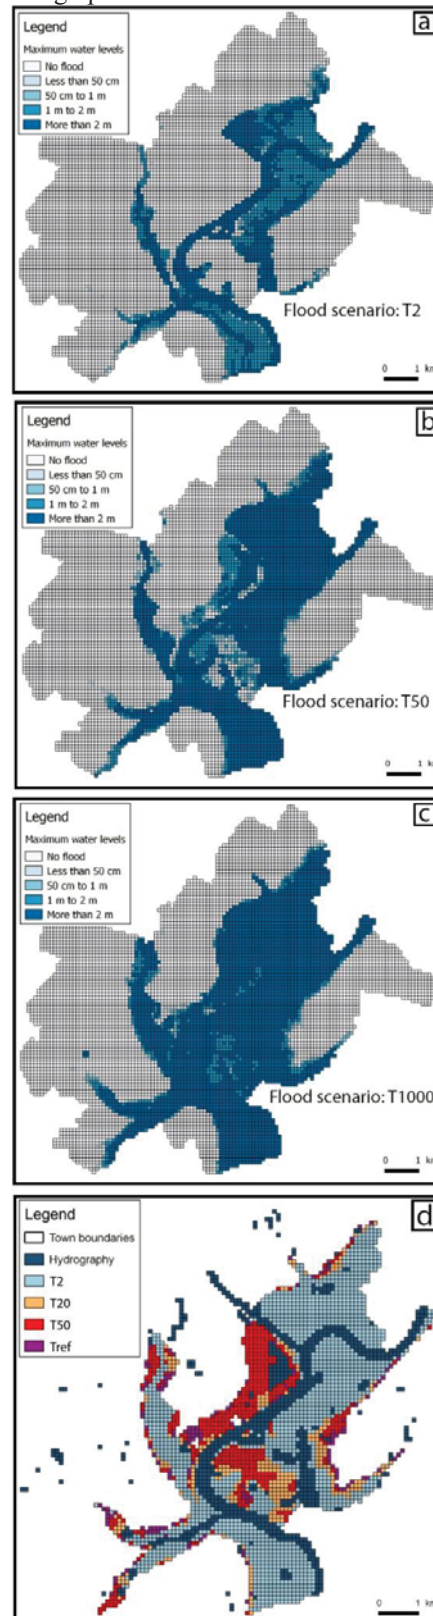 a
Legend
Maximum water levels
No flood
Less than 50 cm
50 cm to 1 m
1 m to 2 m
More than 2 m
Flood scenario: T2
0 1 k
b
Legend
Maximum water levels
No flood
Less than 50 cm
50 cm to 1 m
1 m to 2 m
More than 2 m
Flood scenario: T50
0 1 k
c
Legend
Maximum water levels
No flood
Less than 50 cm
50 cm to 1 m
1 m to 2 m
More than 2 m
Flood scenario: T1000
0 1 k
d
Legend
Town boundaries
Hydrography
T2
T20
T50
Tref
0 1 k